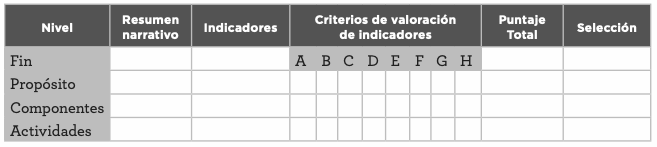 Nivel | Resumen narrativo | Indicadores | Criterios de valoración de indicadores | Puntaje Total | Selección
Fin | A B C D E F G H
Propósito
Componentes
Actividades